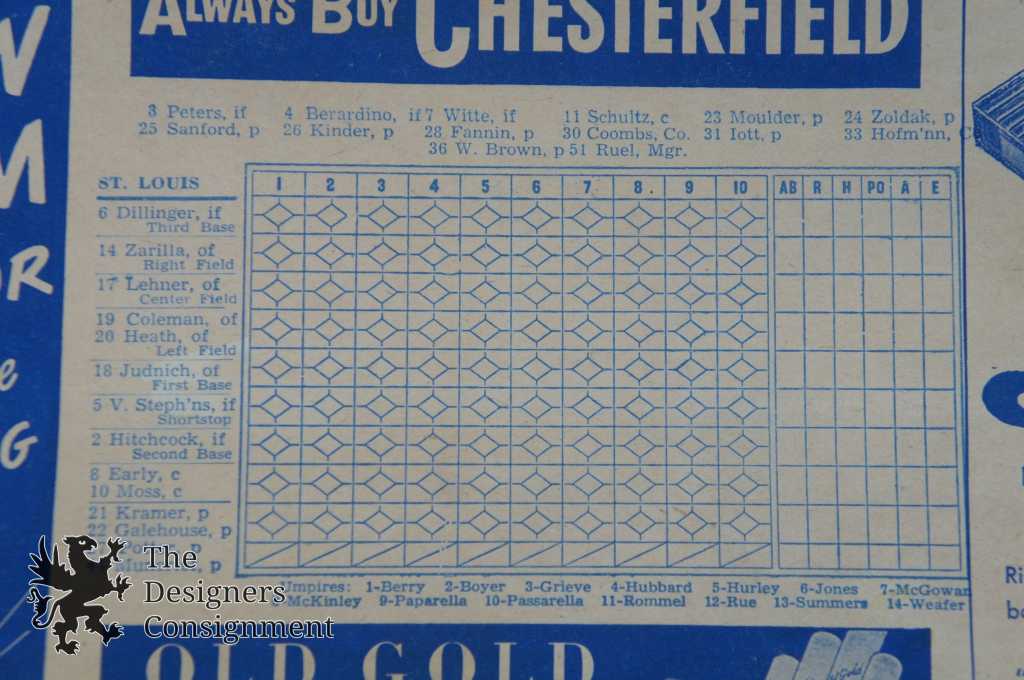 ALWAYS BUY CHESTERFIELD
3 Peters, if 4 Berardino, if 7 Witte, if 11 Schultz, c 23 Moulder, p 24 Zoldak, p
25 Sanford, p 26 Kinder, p 28 Fannin, p 30 Coombs, Co. 31 Iott, p 33 Hofm'nn, Co
36 W. Brown, p 51 Ruel, Mgr.
ST. LOUIS 1 2 3 4 5 6 7 8 9 10 AB R H PO A E
6 Dillinger, if
Third Base
14 Zarilla, of
Right Field
17 Lehner, of
Center Field
19 Coleman, of
20 Heath, of
Left Field
18 Judnich, of
First Base
5 V. Steph'ns, if
Shortstop
2 Hitchcock, if
Second Base
8 Early, c
10 Moss, c
21 Kramer, p
22 Galehouse, p
p
p
Umpires: 1-Berry 2-Boyer 3-Grieve 4-Hubbard 5-Hurley 6-Jones 7-McGowan
McKinley 9-Paparella 10-Passarella 11-Rommel 12-Rue 13-Summers 14-Weafer
The
Designers
Consignment
OLD GOLD